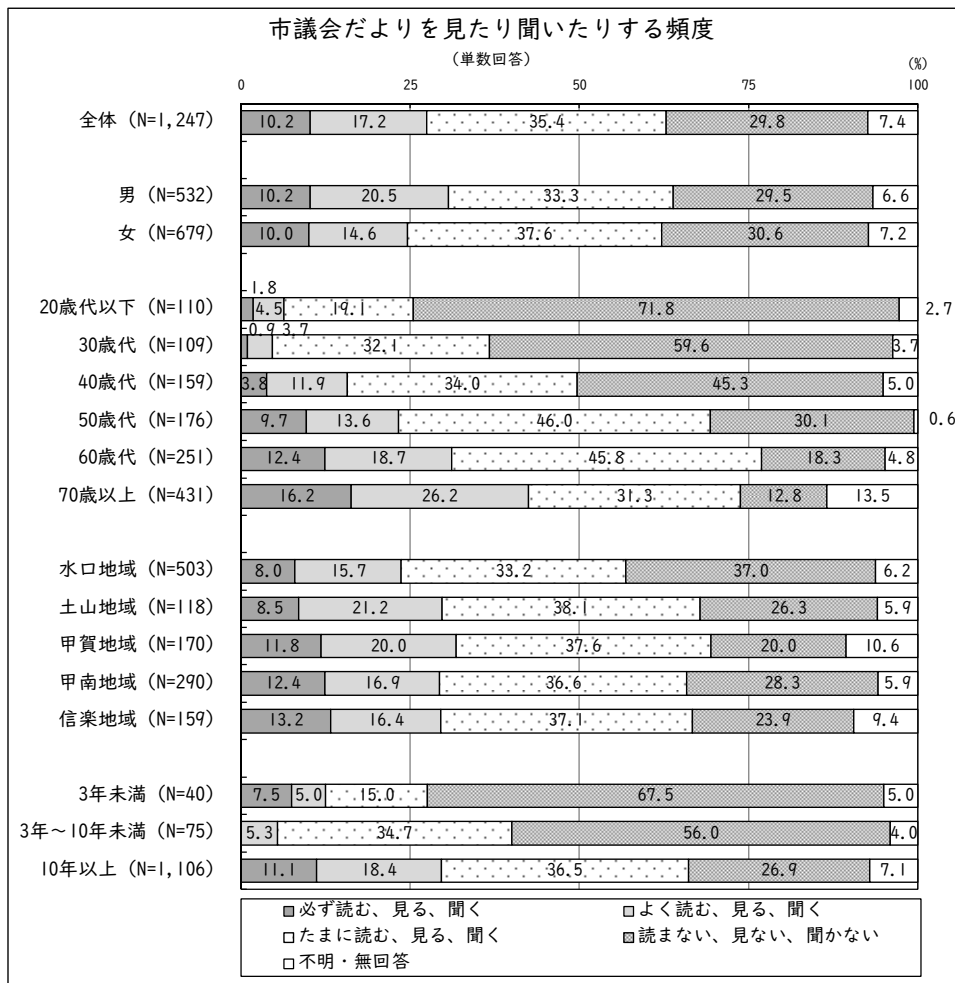 市議会だよりを見たり聞いたりする頻度
(単数回答)
(%)
0 25 50 75 100
全体 (N=1,247) 10.2 17.2 35.4 29.8 7.4
男 (N=532) 10.2 20.5 33.3 29.5 6.6
女 (N=679) 10.0 14.6 37.6 30.6 7.2
1.8
20歳代以下 (N=110) 4.5 19.1 71.8 2.7
0.9 3.7
30歳代 (N=109) 32.1 59.6 3.7
40歳代 (N=159) 3.8 11.9 34.0 45.3 5.0
50歳代 (N=176) 9.7 13.6 46.0 30.1 0.6
60歳代 (N=251) 12.4 18.7 45.8 18.3 4.8
70歳以上 (N=431) 16.2 26.2 31.3 12.8 13.5
水口地域 (N=503) 8.0 15.7 33.2 37.0 6.2
土山地域 (N=118) 8.5 21.2 38.1 26.3 5.9
甲賀地域 (N=170) 11.8 20.0 37.6 20.0 10.6
甲南地域 (N=290) 12.4 16.9 36.6 28.3 5.9
信楽地域 (N=159) 13.2 16.4 37.1 23.9 9.4
3年未満 (N=40) 7.5 5.0 15.0 67.5 5.0
3年～10年未満 (N=75) 5.3 34.7 56.0 4.0
10年以上 (N=1,106) 11.1 18.4 36.5 26.9 7.1
必ず読む、見る、聞く よく読む、見る、聞く
たまに読む、見る、聞く 読まない、見ない、聞かない
不明・無回答